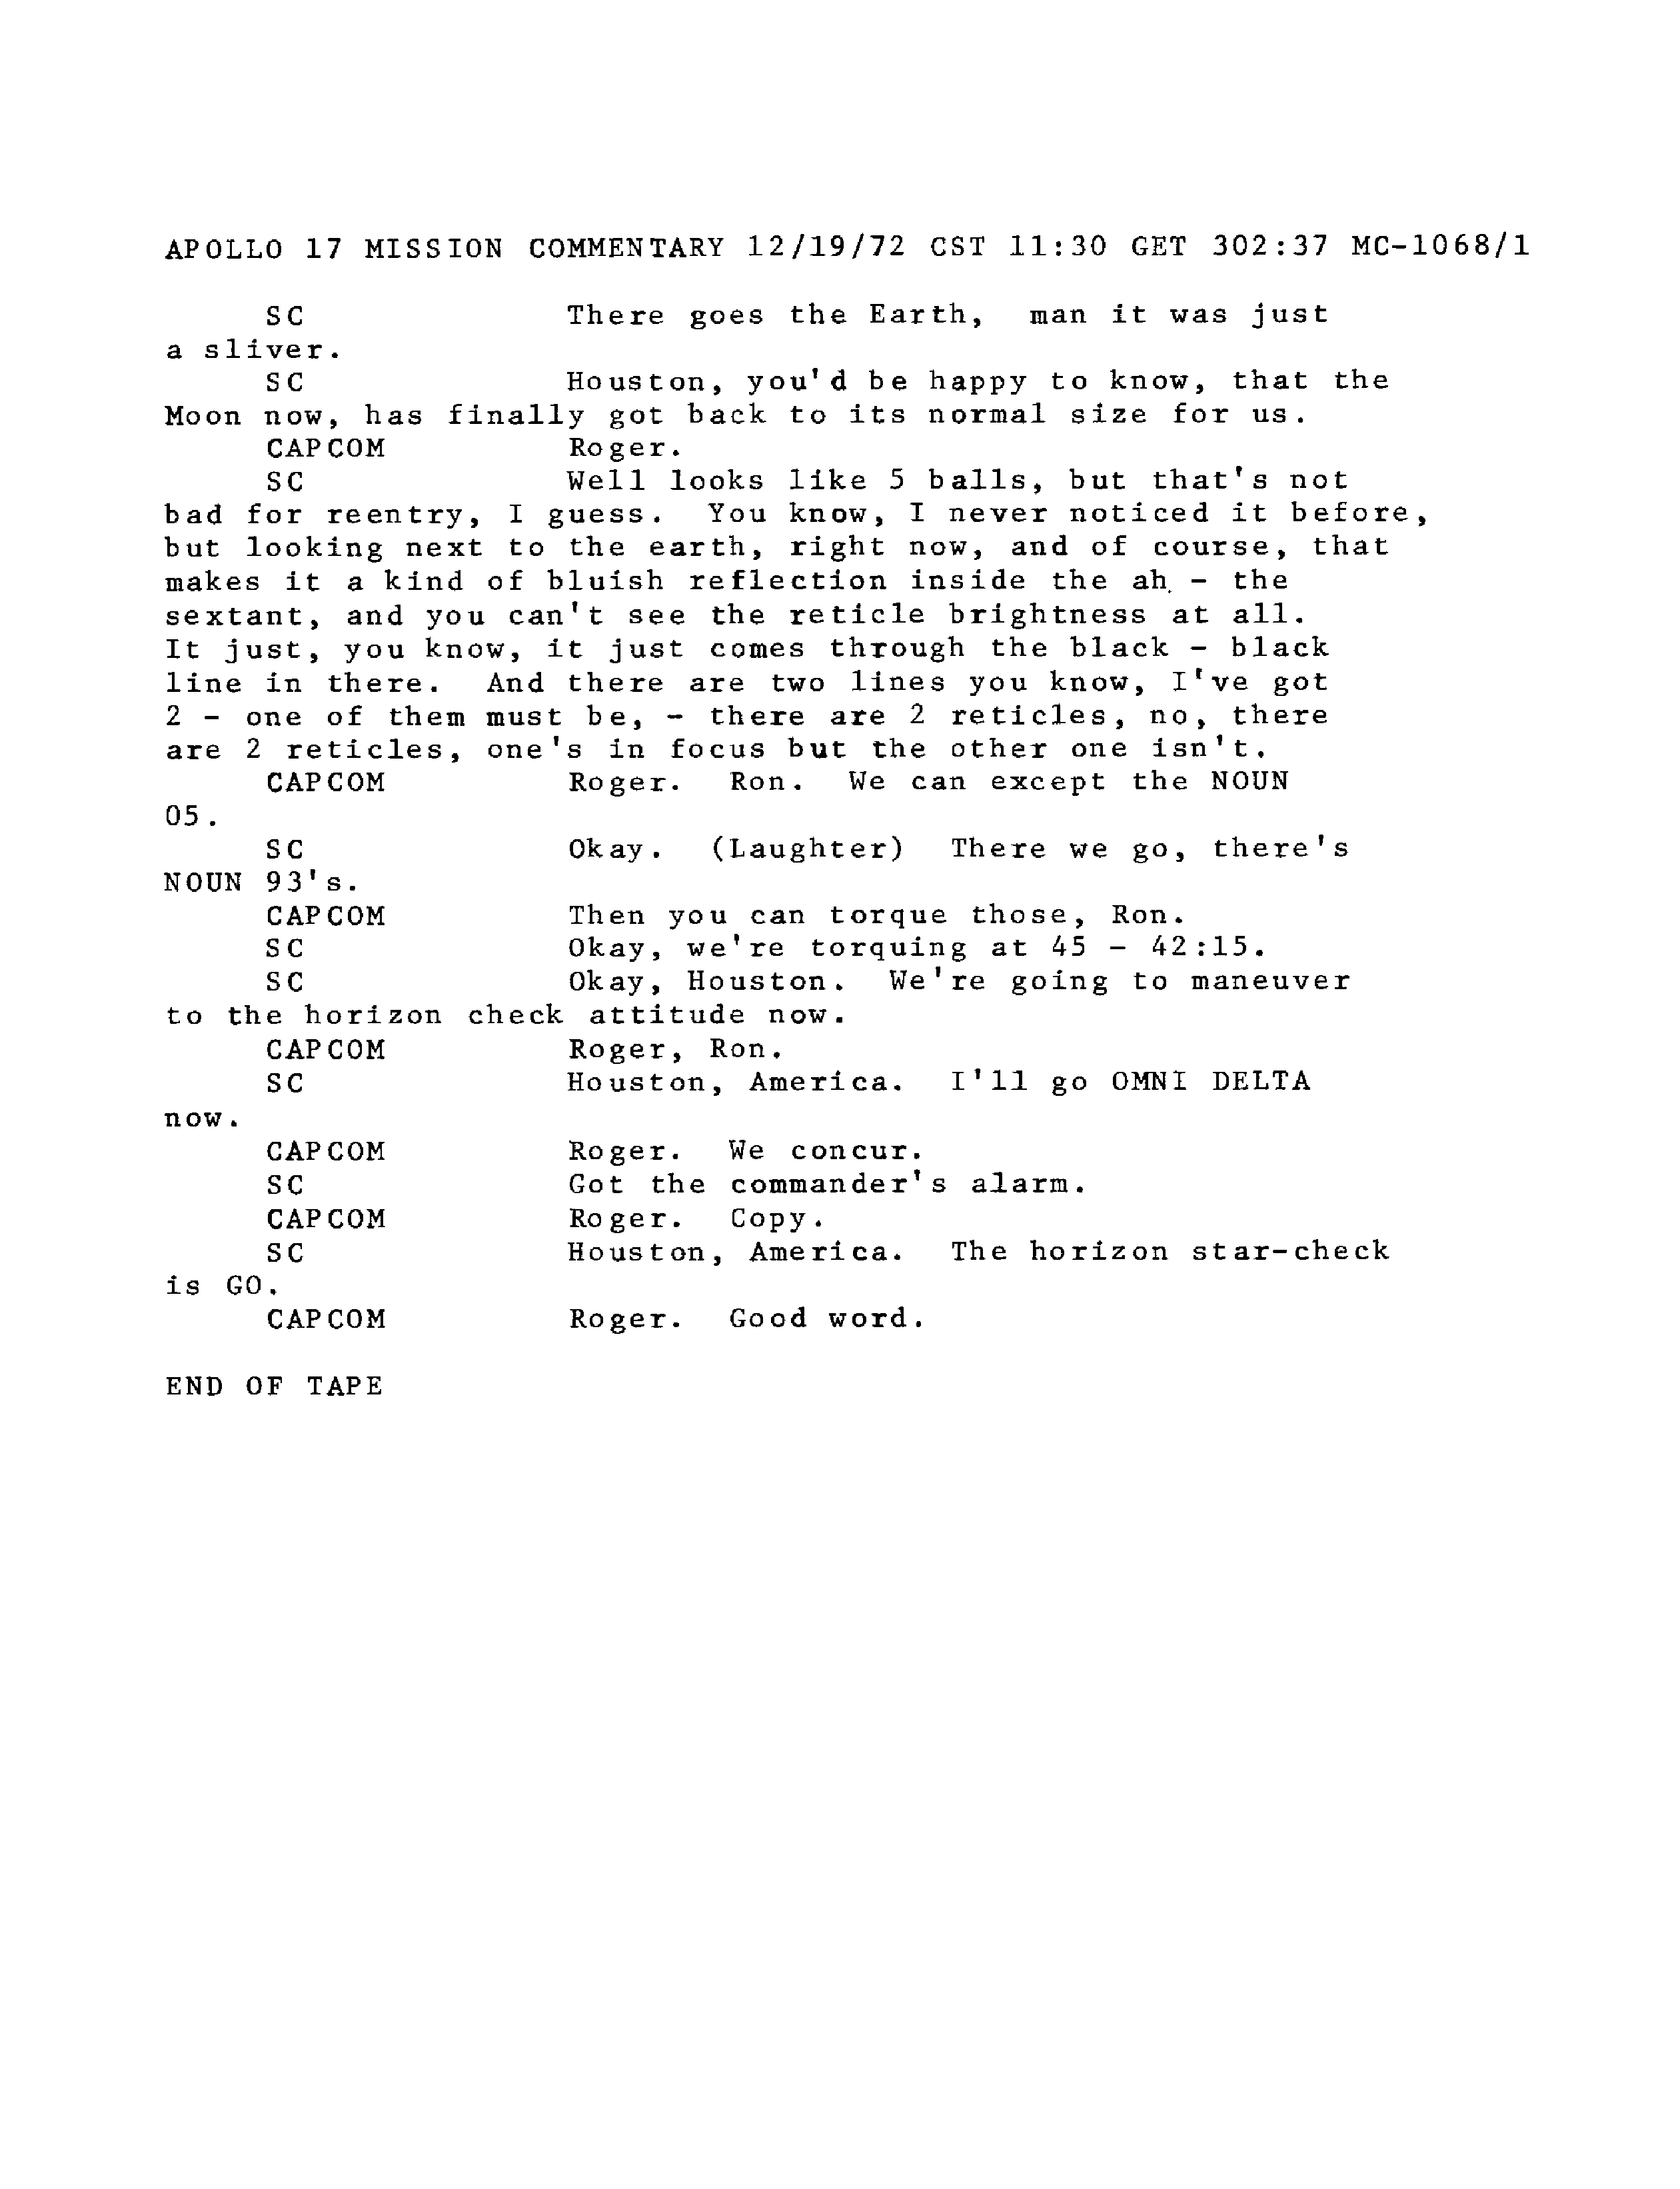 APOLLO 17 MISSION COMMENTARY 12/19/72 CST 11:30 GET 302:37 MC-1068/1
SC There goes the Earth, man it was just
a sliver.
SC Houston, you'd be happy to know, that the
Moon now, has finally got back to its normal size for us.
CAPCOM Roger.
SC Well looks like 5 balls, but that's not
bad for reentry, I guess. You know, I never noticed it before,
but looking next to the earth, right now, and of course, that
makes it a kind of bluish reflection inside the ah - the
sextant, and you can't see the reticle brightness at all.
It just, you know, it just comes through the black - black
line in there. And there are two lines you know, I've got
2 - one of them must be, - there are 2 reticles, no, there
are 2 reticles, one's in focus but the other one isn't.
CAPCOM Roger. Ron. We can except the NOUN
05.
SC Okay. (Laughter) There we go, there's
NOUN 93's.
CAPCOM Then you can torque those, Ron.
SC Okay, we're torquing at 45 - 42:15.
SC Okay, Houston. We're going to maneuver
to the horizon check attitude now.
CAPCOM Roger, Ron.
SC Houston, America. I'll go OMNI DELTA
now.
CAPCOM Roger. We concur.
SC Got the commander's alarm.
CAPCOM Roger. Copy.
SC Houston, America. The horizon star-check
is GO.
CAPCOM Roger. Good word.
END OF TAPE